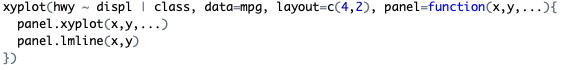 xyplot(hwy ~ displ | class, data=mpg, layout=c(4,2), panel=function(x,y,...){
  panel.xyplot(x,y,...)
  panel.lmline(x,y)
})